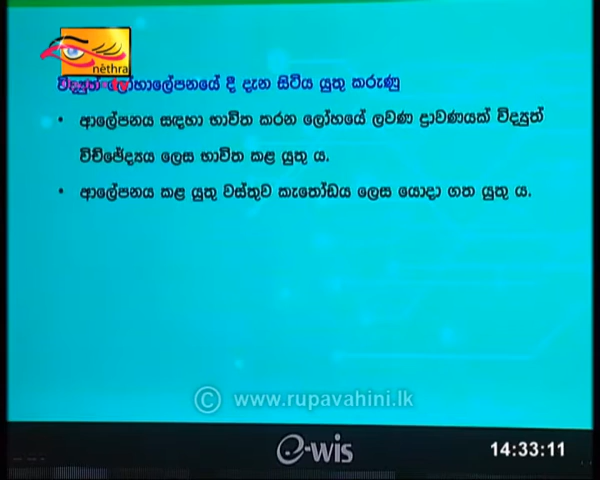 nēthra
විද්‍යුත් ලෝහාලේපනයේ දී දැන සිටිය යුතු කරුණු
• ආලේපනය සඳහා භාවිත කරන ලෝහයේ ලවණ ද්‍රාවණයක් විද්‍යුත්
විච්ඡේද්‍යය ලෙස භාවිත කළ යුතු ය.
• ආලේපනය කළ යුතු වස්තුව කැතෝඩය ලෙස යොදා ගත යුතු ය.
© www.rupavahini.lk
e-wis
14:33:11